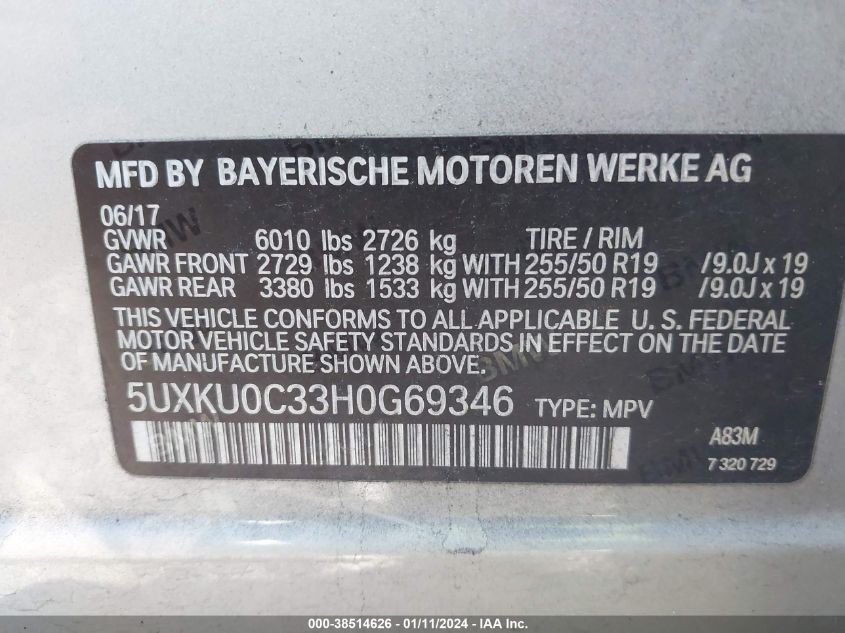 MFD BY BAYERISCHE MOTOREN WERKE AG
06/17
GVWR 6010 lbs 2726 kg TIRE / RIM
GAWR FRONT 2729 lbs 1238 kg WITH 255/50 R19 /9.0J x 19
GAWR REAR 3380 lbs 1533 kg WITH 255/50 R19 /9.0J x 19
THIS VEHICLE CONFORMS TO ALL APPLICABLE U. S. FEDERAL
MOTOR VEHICLE SAFETY STANDARDS IN EFFECT ON THE DATE
OF MANUFACTURE SHOWN ABOVE.
5UXKU0C33H0G69346 TYPE: MPV
A83M
7 320 729
000-38514626 - 01/11/2024 - IAA Inc.